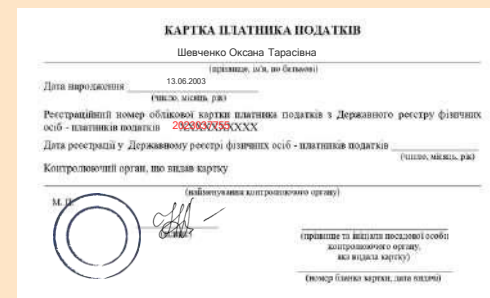 КАРТКА ПЛАТНИКА ПОДАТКІВ
Шевченко Оксана Тарасівна
(прізвище, ім'я, по батькові)
Дата народження 13.06.2003
(число, місяць, рік)
Реєстраційний номер облікової картки платника податків з Державного реєстру фізичних
осіб - платників податків
Дата реєстрації у Державному реєстрі фізичних осіб - платників податків
(число, місяць, рік)
Контролюючий орган, що видав картку
(найменування контролюючого органу)
М. П.
(прізвище та ініціали посадової особи
контролюючого органу,
яка видала картку)
(номер бланка картки, дата видачі)